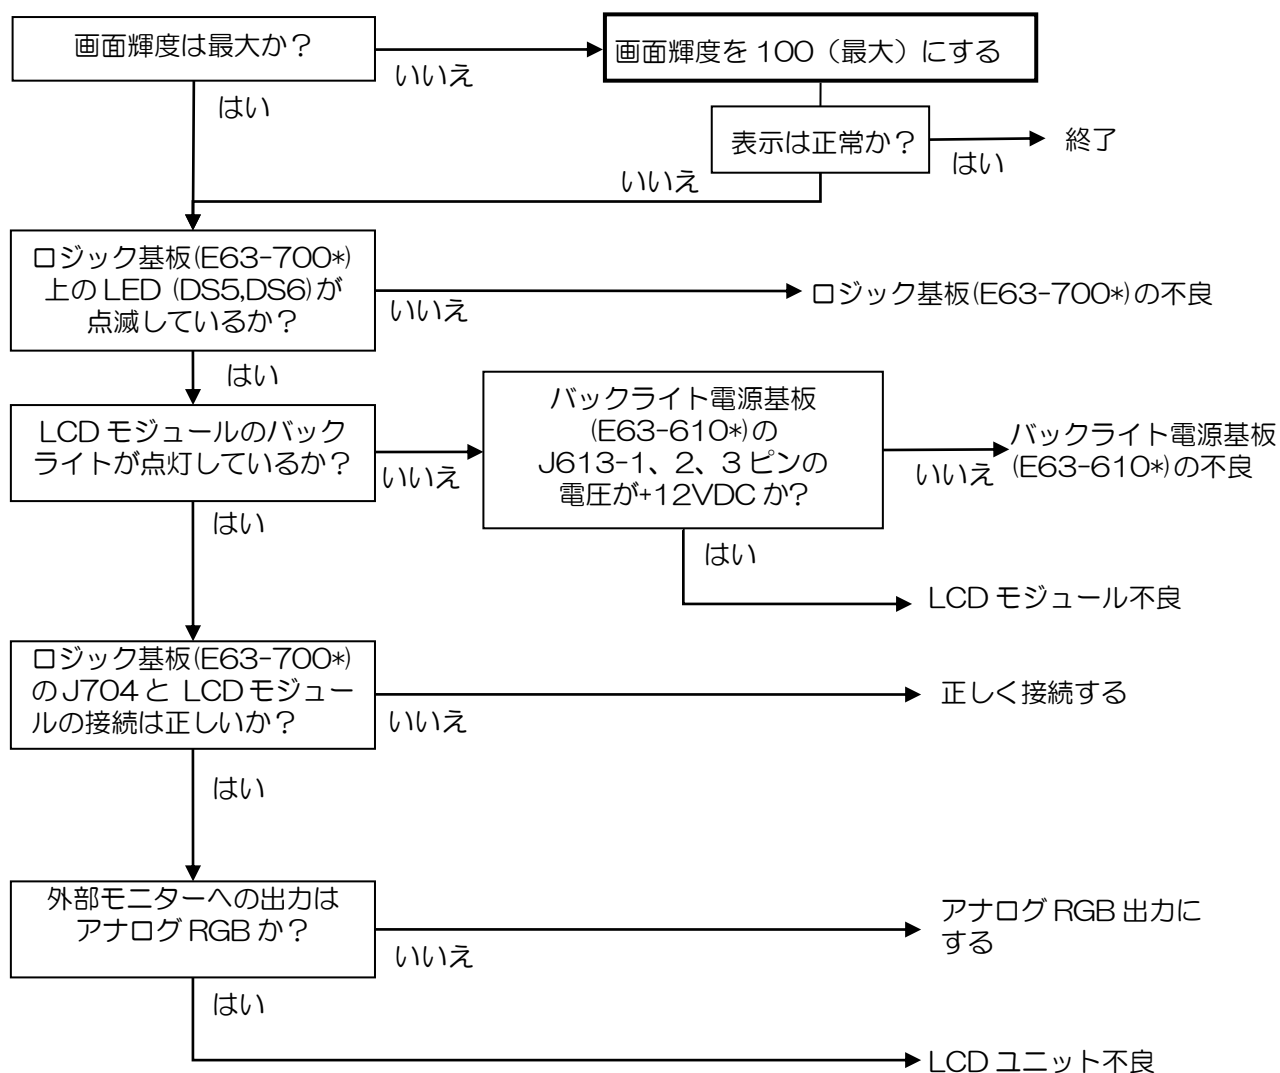 画面輝度は最大か？
いいえ
画面輝度を 100（最大）にする
はい
表示は正常か？
はい
終了
いいえ
ロジック基板(E63-700*)
上の LED (DS5,DS6)が
点滅しているか？
いいえ
ロジック基板(E63-700*)の不良
はい
LCD モジュールのバック
ライトが点灯しているか？
いいえ
バックライト電源基板
(E63-610*)の
J613-1、2、3 ピンの
電圧が+12VDC か?
いいえ
バックライト電源基板
(E63-610*)の不良
はい
はい
LCD モジュール不良
ロジック基板(E63-700*)
の J704 と LCD モジュー
ルの接続は正しいか？
いいえ
正しく接続する
はい
外部モニターへの出力は
アナログ RGB か？
いいえ
アナログ RGB 出力に
する
はい
LCD ユニット不良